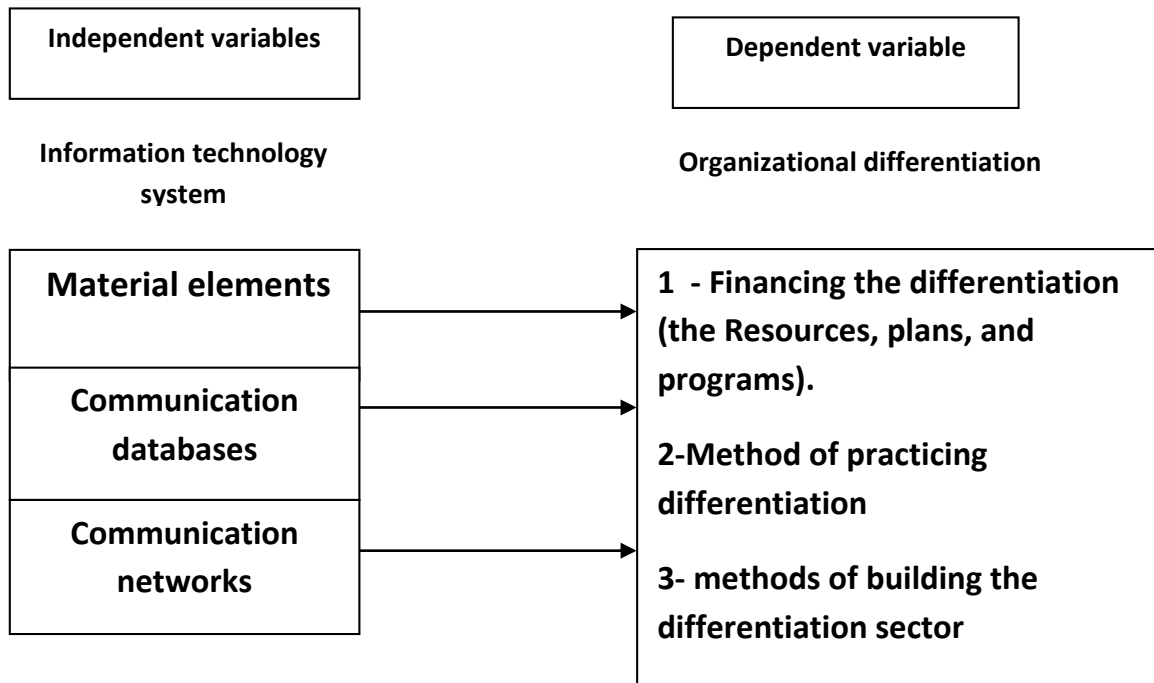 Independent variables
Dependent variable
Information technology
system
Organizational differentiation
Material elements
Communication
databases
Communication
networks
1 - Financing the differentiation
(the Resources, plans, and
programs).
2-Method of practicing
differentiation
3- methods of building the
differentiation sector